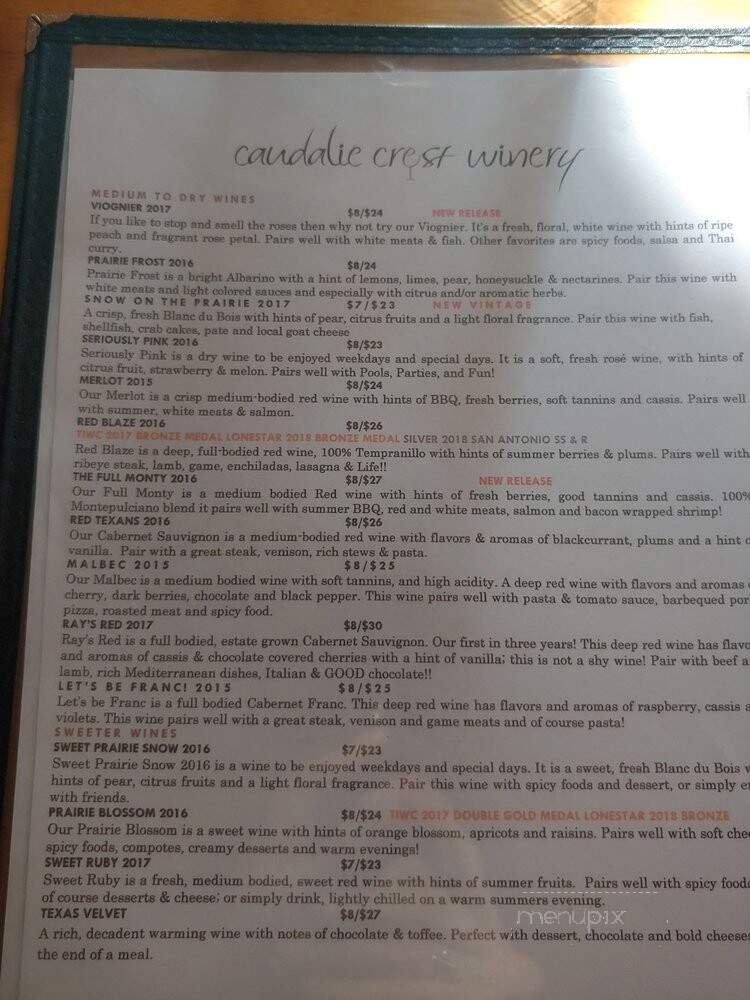 caudalie crest winery
MEDIUM TO DRY WINES
VIOGNIER 2017 $8/$24 NEW RELEASE
If you like to stop and smell the roses then why not try our Viognier. It's a fresh, floral, white wine with hints of ripe
peach and fragrant rose petal. Pairs well with white meats & fish. Other favorites are spicy foods, salsa and Thai
curry.
PRAIRIE FROST 2016 $8/24
Prairie Frost is a bright Albarino with a hint of lemons, limes, pear, honeysuckle & nectarines. Pair this wine with
white meats and light colored sauces and especially with citrus and/or aromatic herbs.
SNOW ON THE PRAIRIE 2017 $7/$23 NEW VINTAGE
A crisp, fresh Blanc du Bois with hints of pear, citrus fruits and a light floral fragrance. Pair this wine with fish,
shellfish, crab cakes, pate and local goat cheese
SERIOUSLY PINK 2016 $8/$23
Seriously Pink is a dry wine to be enjoyed weekdays and special days. It is a soft, fresh rosé wine, with hints of
citrus fruit, strawberry & melon. Pairs well with Pools, Parties, and Fun!
MERLOT 2015 $8/$24
Our Merlot is a crisp medium-bodied red wine with hints of BBQ, fresh berries, soft tannins and cassis. Pairs well
with summer, white meats & salmon.
RED BLAZE 2016 $8/$26
TIWC 2017 BRONZE MEDAL LONESTAR 2018 BRONZE MEDAL SILVER 2018 SAN ANTONIO SS & R
Red Blaze is a deep, full-bodied red wine, 100% Tempranillo with hints of summer berries & plums. Pairs well with
ribeye steak, lamb, game, enchiladas, lasagna & Life!!
THE FULL MONTY 2016 $8/$27 NEW RELEASE
Our Full Monty is a medium bodied Red wine with hints of fresh berries, good tannins and cassis. 100%
Montepulciano blend it pairs well with summer BBQ, red and white meats, salmon and bacon wrapped shrimp!
RED TEXANS 2016 $8/$26
Our Cabernet Sauvignon is a medium-bodied red wine with flavors & aromas of blackcurrant, plums and a hint
vanilla. Pair with a great steak, venison, rich stews & pasta.
MALBEC 2015 $8/$25
Our Malbec is a medium bodied wine with soft tannins, and high acidity. A deep red wine with flavors and aromas
cherry, dark berries, chocolate and black pepper. This wine pairs well with pasta & tomato sauce, barbequed por
pizza, roasted meat and spicy food.
RAY'S RED 2017 $8/$30
Ray's Red is a full bodied, estate grown Cabernet Sauvignon. Our first in three years! This deep red wine has flavo
and aromas of cassis & chocolate covered cherries with a hint of vanilla; this is not a shy wine! Pair with beef a
lamb, rich Mediterranean dishes, Italian & GOOD chocolate!!
LET'S BE FRANC! 2015 $8/$25
Let's be Franc is a full bodied Cabernet Franc. This deep red wine has flavors and aromas of raspberry, cassis a
violets. This wine pairs well with a great steak, venison and game meats and of course pasta!
SWEETER WINES
SWEET PRAIRIE SNOW 2016 $7/$23
Sweet Prairie Snow 2016 is a wine to be enjoyed weekdays and special days. It is a sweet, fresh Blanc du Bois
hints of pear, citrus fruits and a light floral fragrance. Pair this wine with spicy foods and dessert, or simply
with friends.
PRAIRIE BLOSSOM 2016 $8/$24 TIWC 2017 DOUBLE GOLD MEDAL LONESTAR 2018 BRONZE
Our Prairie Blossom is a sweet wine with hints of orange blossom, apricots and raisins. Pairs well with soft chee
spicy foods, compotes, creamy desserts and warm evenings!
SWEET RUBY 2017 $7/$23
Sweet Ruby is a fresh, medium bodied, sweet red wine with hints of summer fruits. Pairs well with spicy foods
of course desserts & cheese; or simply drink, lightly chilled on a warm summers evening.
TEXAS VELVET $8/$27
A rich, decadent warming wine with notes of chocolate & toffee. Perfect with dessert, chocolate and bold cheese
the end of a meal.
menupix